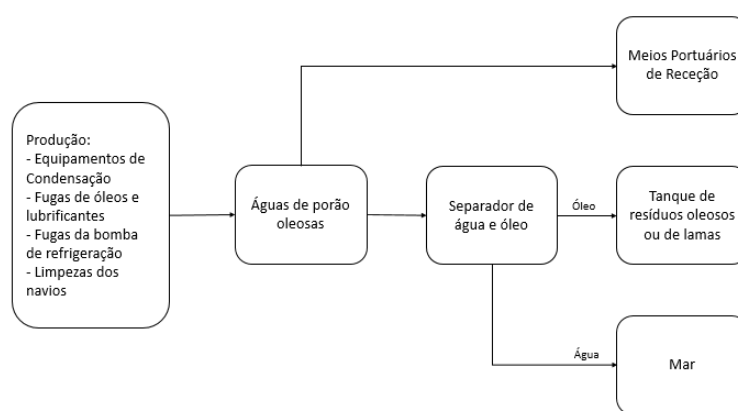 Produção:
- Equipamentos de
Condensação
- Fugas de óleos e
lubrificantes
- Fugas da bomba
de refrigeração
- Limpezas dos
navios
Águas de porão
oleosas
Meios Portuários
de Receção
Separador de
água e óleo
Óleo
Tanque de
resíduos oleosos
ou de lamas
Água
Mar